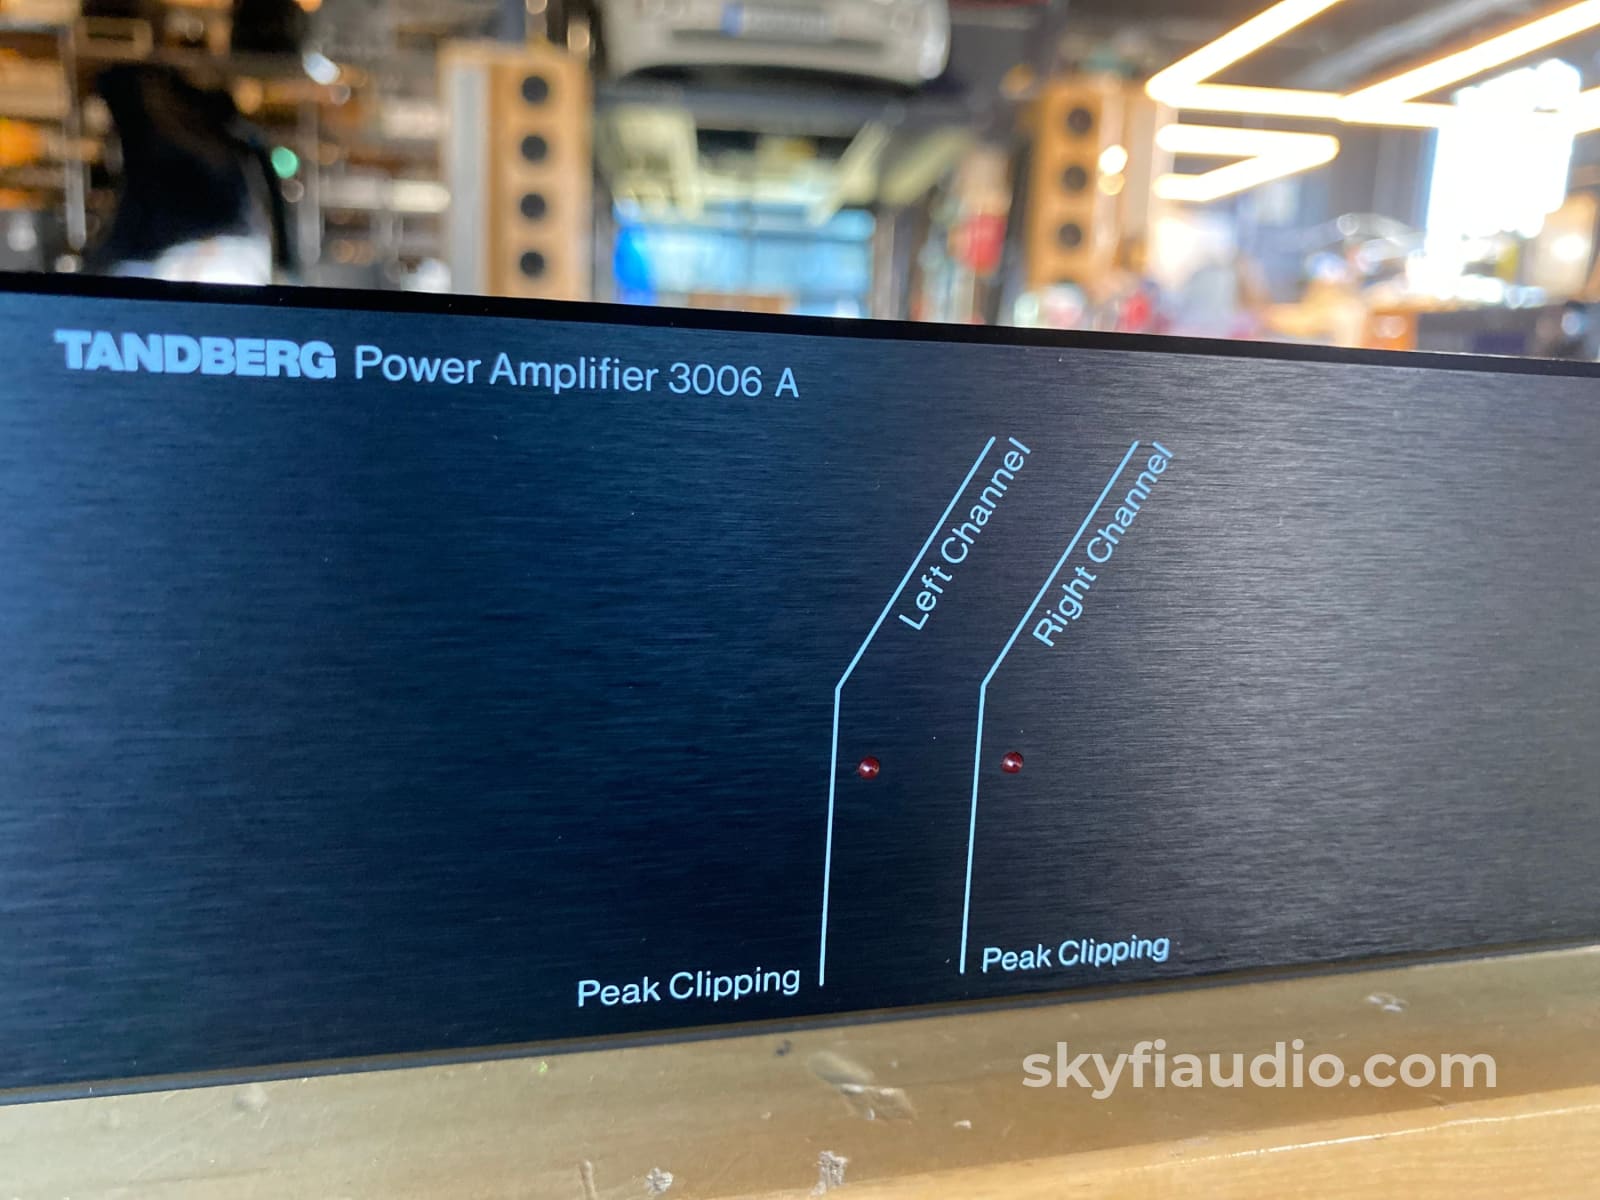 TANDBERG Power Amplifier 3006 A
Left Channel
Right Channel
Peak Clipping
Peak Clipping
skyfiaudio.com